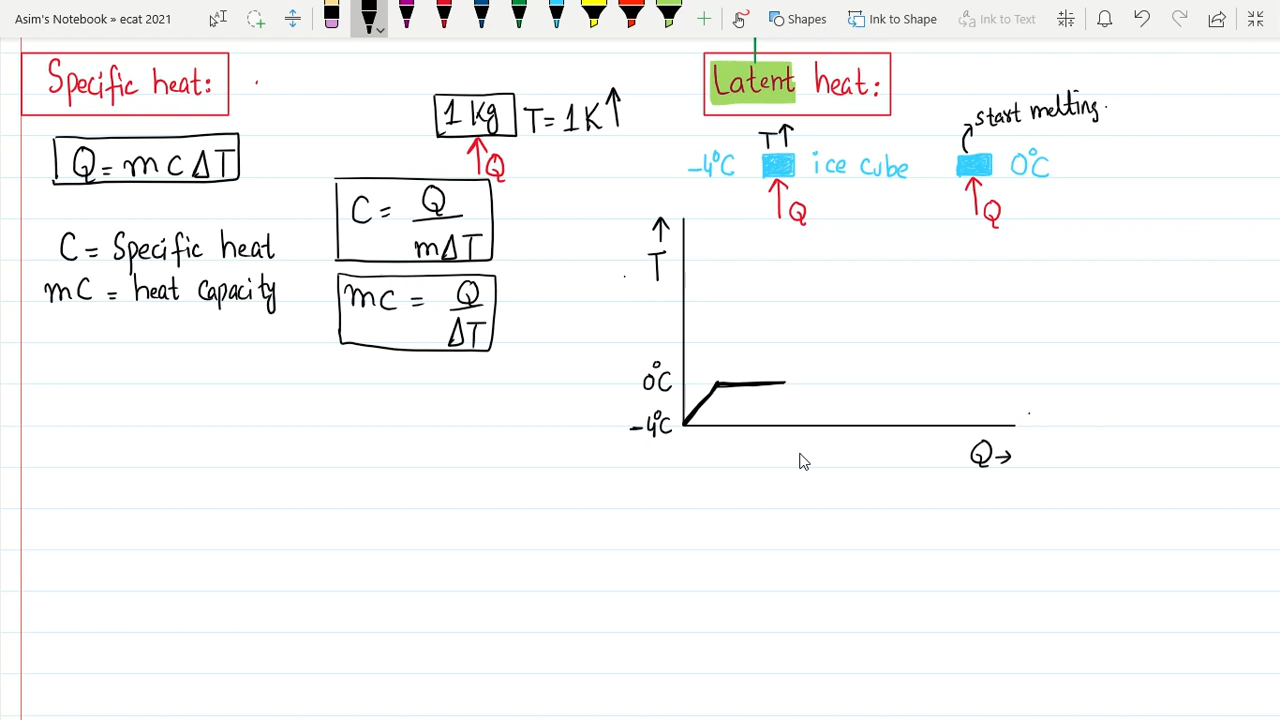 Asim's Notebook » ecat 2021
Shapes
Ink to Shape
Ink to Text
Specific heat:
Q = mcΔT
C = Specific heat
mC = heat capacity
1 Kg T = 1K↑
↑Q
C = Q / mΔT
mc = Q / ΔT
Latent heat:
T↑
-4°C ice cube
↑Q
start melting.
0°C
↑Q
↑
T
0°C
-4°C
Q→